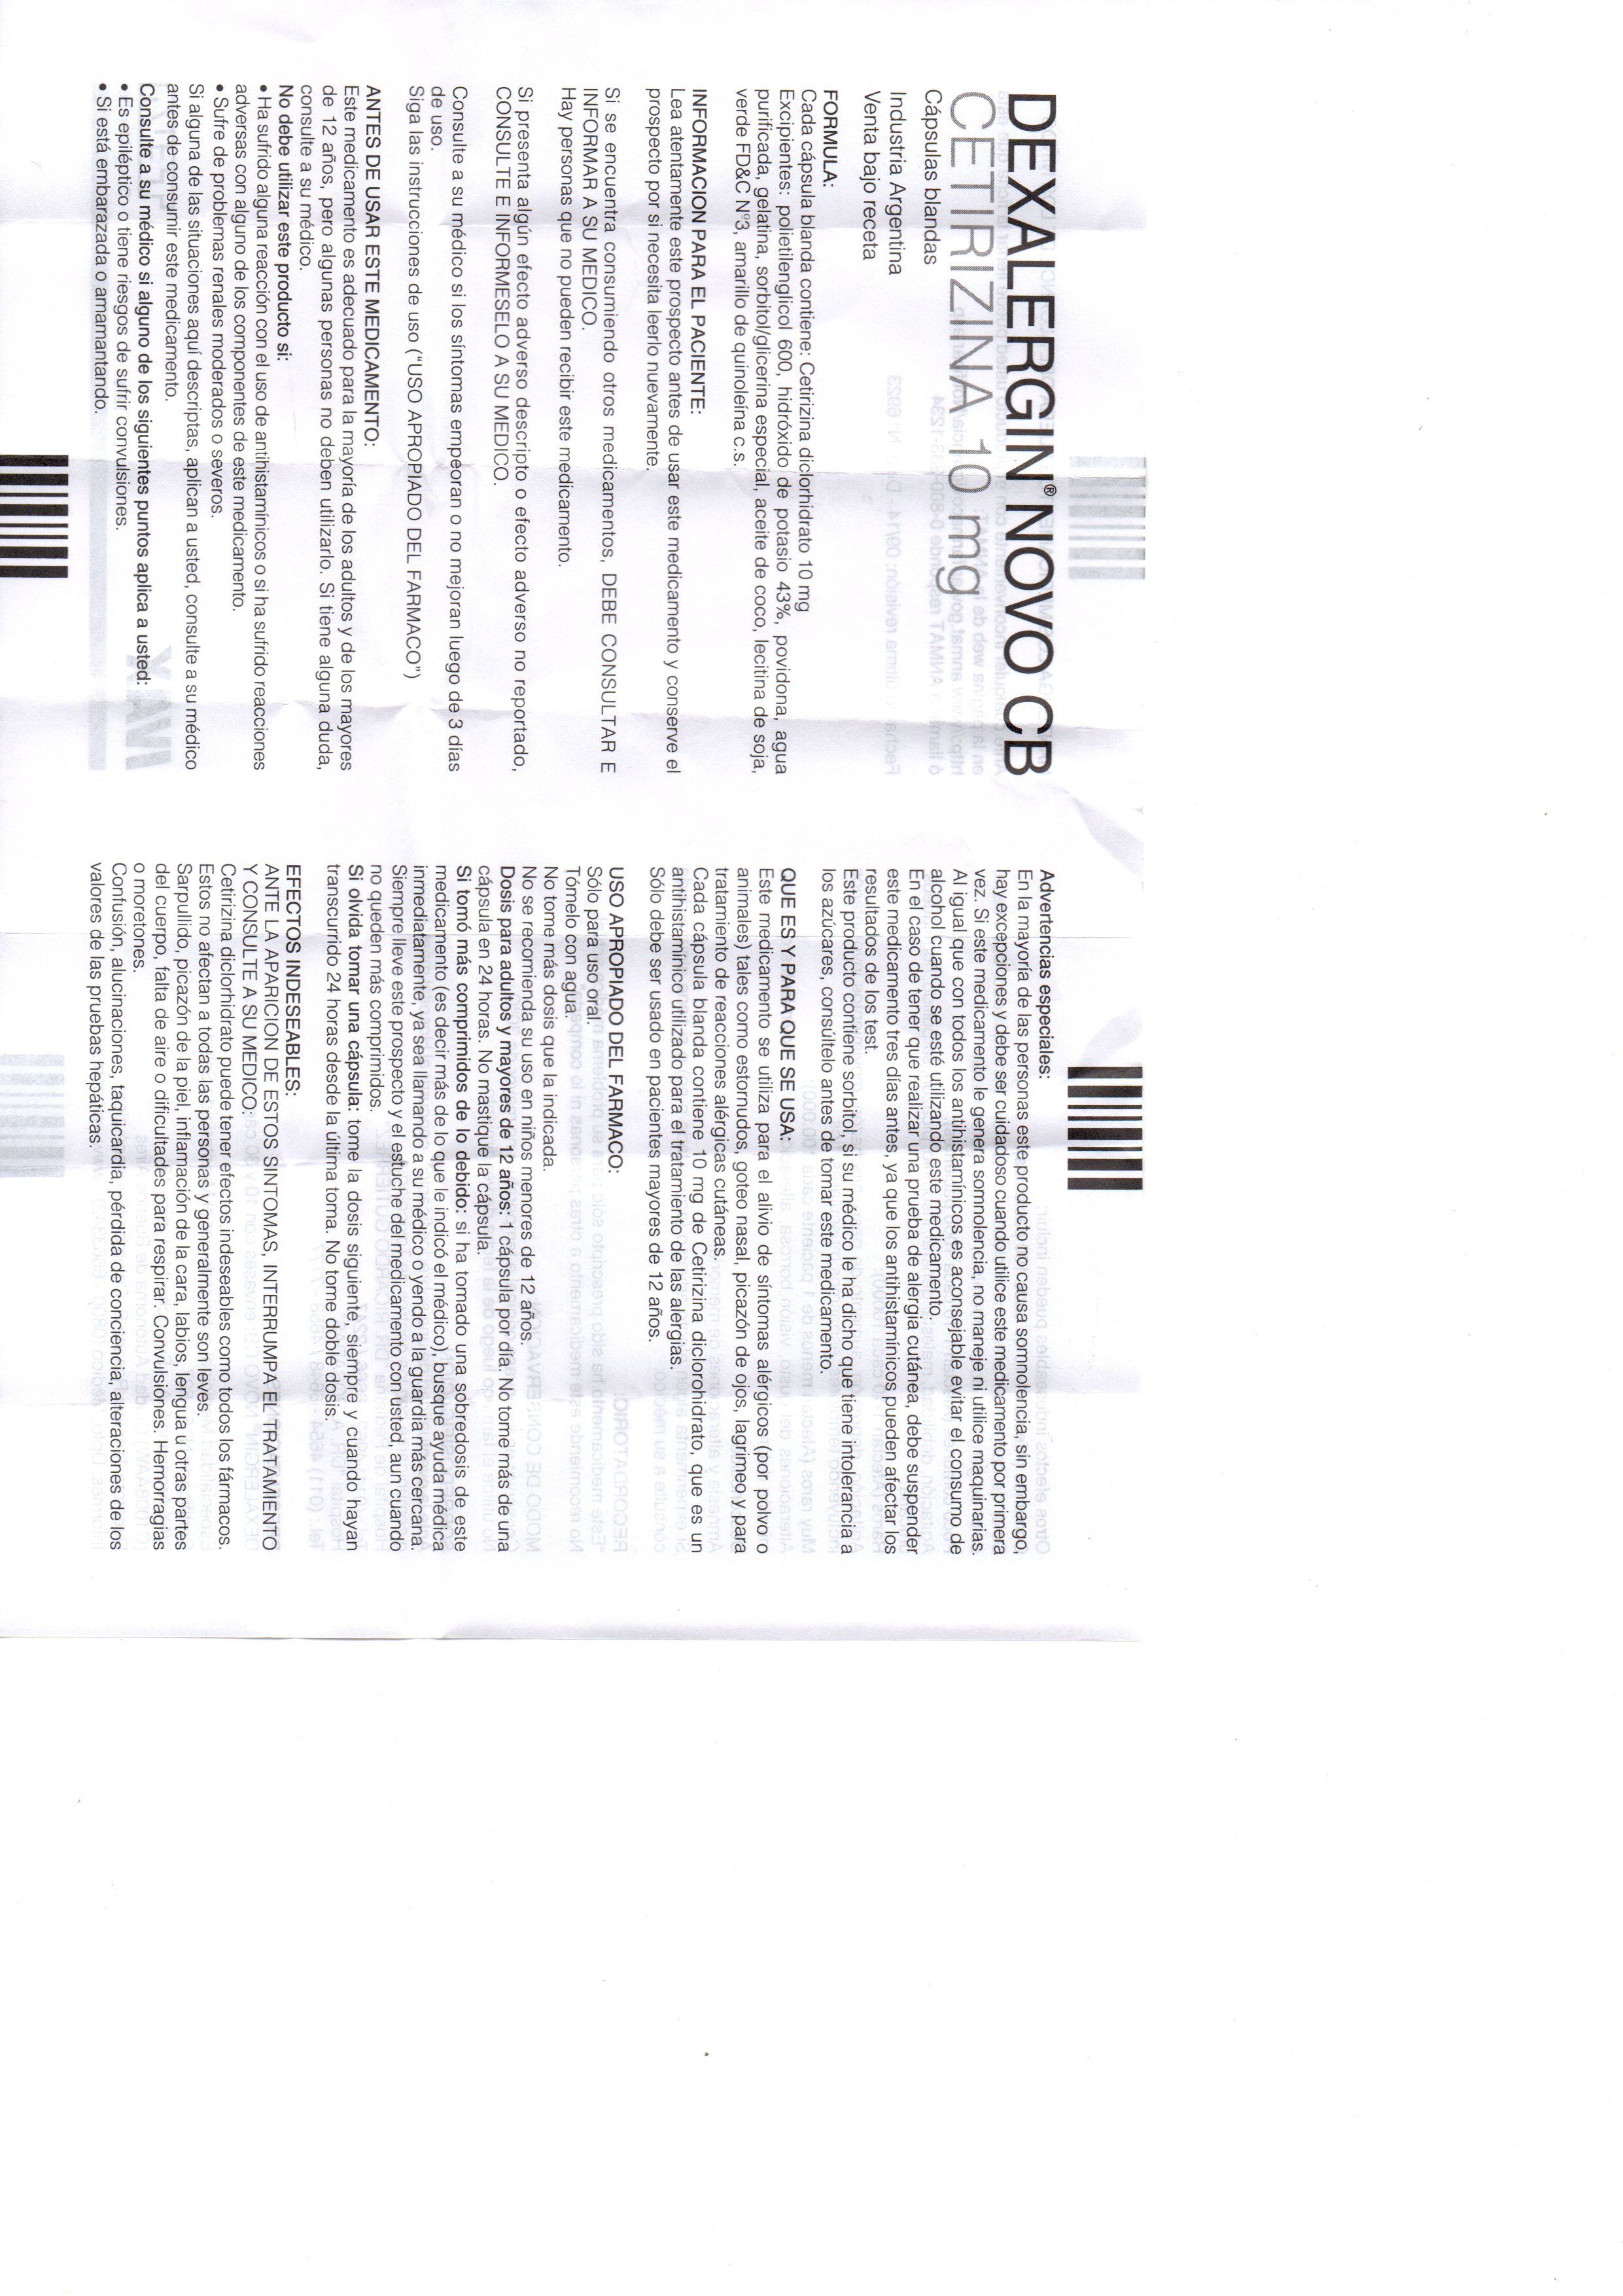 DEXALERGIN® NOVO CB
CETIRIZINA 10 mg
Cápsulas blandas
Industria Argentina
Venta bajo receta
FORMULA:
Cada cápsula blanda contiene: Cetirizina diclorhidrato 10 mg
Excipientes: polietilenglicol 600, hidróxido de potasio 43%, povidona, agua
purificada, gelatina, sorbitol/glicerina especial, aceite de coco, lecitina de soja,
verde FD&C Nº3, amarillo de quinoleína c.s.
INFORMACION PARA EL PACIENTE:
Lea atentamente este prospecto antes de usar este medicamento y conserve el
prospecto por si necesita leerlo nuevamente.
Si se encuentra consumiendo otros medicamentos, DEBE CONSULTAR E
INFORMAR A SU MEDICO.
Hay personas que no pueden recibir este medicamento.
Si presenta algún efecto adverso descripto o efecto adverso no reportado,
CONSULTE E INFORMESELO A SU MEDICO.
Consulte a su médico si los síntomas empeoran o no mejoran luego de 3 días
de uso.
Siga las instrucciones de uso ("USO APROPIADO DEL FARMACO")
ANTES DE USAR ESTE MEDICAMENTO:
Este medicamento es adecuado para la mayoría de los adultos y de los mayores
de 12 años, pero algunas personas no deben utilizarlo. Si tiene alguna duda,
consulte a su médico.
No debe utilizar este producto si:
• Ha sufrido alguna reacción con el uso de antihistamínicos o si ha sufrido reacciones
adversas con alguno de los componentes de este medicamento.
• Sufre de problemas renales moderados o severos.
Si alguna de las situaciones aquí descriptas, aplican a usted, consulte a su médico
antes de consumir este medicamento.
Consulte a su médico si alguno de los siguientes puntos aplica a usted:
• Es epiléptico o tiene riesgos de sufrir convulsiones.
• Si está embarazada o amamantando.
Advertencias especiales:
En la mayoría de las personas este producto no causa somnolencia, sin embargo,
hay excepciones y debe ser cuidadoso cuando utilice este medicamento por primera
vez. Si este medicamento le genera somnolencia, no maneje ni utilice maquinarias.
Al igual que con todos los antihistamínicos es aconsejable evitar el consumo de
alcohol cuando se esté utilizando este medicamento.
En el caso de tener que realizar una prueba de alergia cutánea, debe suspender
este medicamento tres días antes, ya que los antihistamínicos pueden afectar los
resultados de los test.
Este producto contiene sorbitol, si su médico le ha dicho que tiene intolerancia a
los azúcares, consúltelo antes de tomar este medicamento.
QUE ES Y PARA QUE SE USA:
Este medicamento se utiliza para el alivio de síntomas alérgicos (por polvo o
animales) tales como estornudos, goteo nasal, picazón de ojos, lagrimeo y para
tratamiento de reacciones alérgicas cutáneas.
Cada cápsula blanda contiene 10 mg de Cetirizina diclorohidrato, que es un
antihistamínico utilizado para el tratamiento de las alergias.
Sólo debe ser usado en pacientes mayores de 12 años.
USO APROPIADO DEL FARMACO:
Sólo para uso oral.
Tómelo con agua.
No tome más dosis que la indicada.
No se recomienda su uso en niños menores de 12 años.
Dosis para adultos y mayores de 12 años: 1 cápsula por día. No tome más de una
cápsula en 24 horas. No mastique la cápsula.
Si tomó más comprimidos de lo debido: si ha tomado una sobredosis de este
medicamento (es decir más de lo que le indicó el médico), busque ayuda médica
inmediatamente, ya sea llamando a su médico o yendo a la guardia más cercana.
Siempre lleve este prospecto y el estuche del medicamento con usted, aun cuando
no queden más comprimidos.
Si olvida tomar una cápsula: tome la dosis siguiente, siempre y cuando hayan
transcurrido 24 horas desde la última toma. No tome doble dosis.
EFECTOS INDESEABLES:
ANTE LA APARICION DE ESTOS SINTOMAS, INTERRUMPA EL TRATAMIENTO
Y CONSULTE A SU MEDICO:
Cetirizina diclorhidrato puede tener efectos indeseables como todos los fármacos.
Estos no afectan a todas las personas y generalmente son leves.
Sarpullido, picazón de la piel, inflamación de la cara, labios, lengua u otras partes
del cuerpo, falta de aire o dificultades para respirar. Convulsiones. Hemorragias
o moretones.
Confusión, alucinaciones, taquicardia, pérdida de conciencia, alteraciones de los
valores de las pruebas hepáticas.